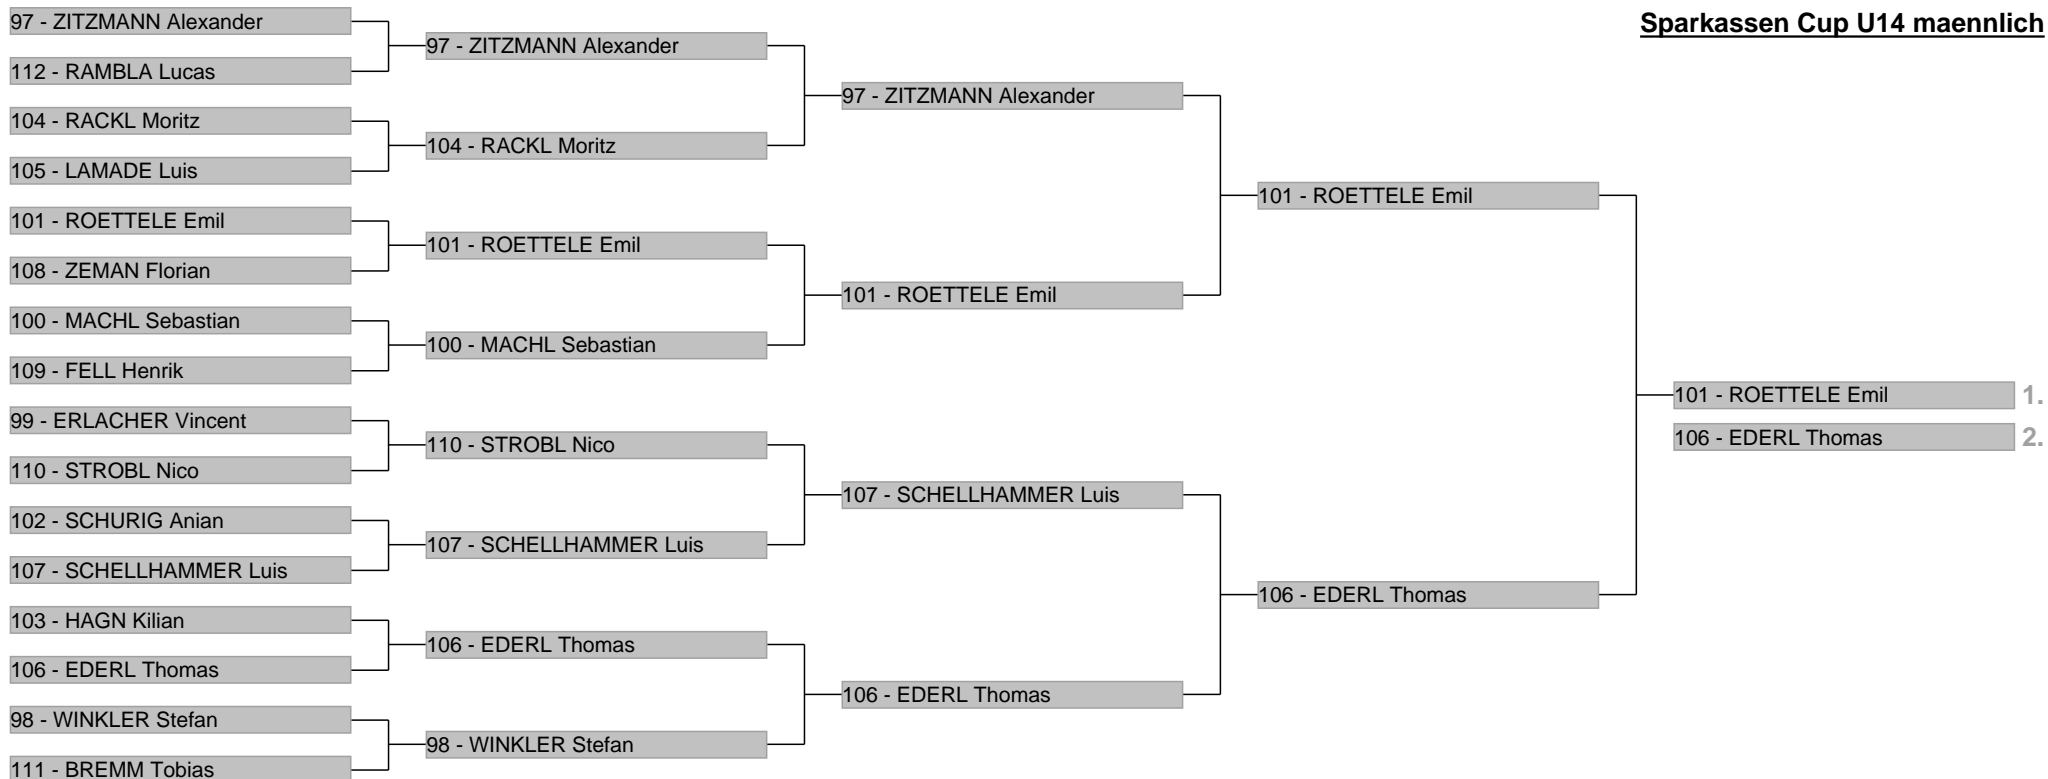 Sparkassen Cup U14 maennlich
97 - ZITZMANN Alexander
112 - RAMBLA Lucas
104 - RACKL Moritz
105 - LAMADE Luis
101 - ROETTELE Emil
108 - ZEMAN Florian
100 - MACHL Sebastian
109 - FELL Henrik
99 - ERLACHER Vincent
110 - STROBL Nico
102 - SCHURIG Anian
107 - SCHELLHAMMER Luis
103 - HAGN Kilian
106 - EDERL Thomas
98 - WINKLER Stefan
111 - BREMM Tobias
97 - ZITZMANN Alexander
104 - RACKL Moritz
101 - ROETTELE Emil
100 - MACHL Sebastian
110 - STROBL Nico
107 - SCHELLHAMMER Luis
106 - EDERL Thomas
98 - WINKLER Stefan
97 - ZITZMANN Alexander
101 - ROETTELE Emil
107 - SCHELLHAMMER Luis
106 - EDERL Thomas
101 - ROETTELE Emil
106 - EDERL Thomas
101 - ROETTELE Emil 1.
106 - EDERL Thomas 2.